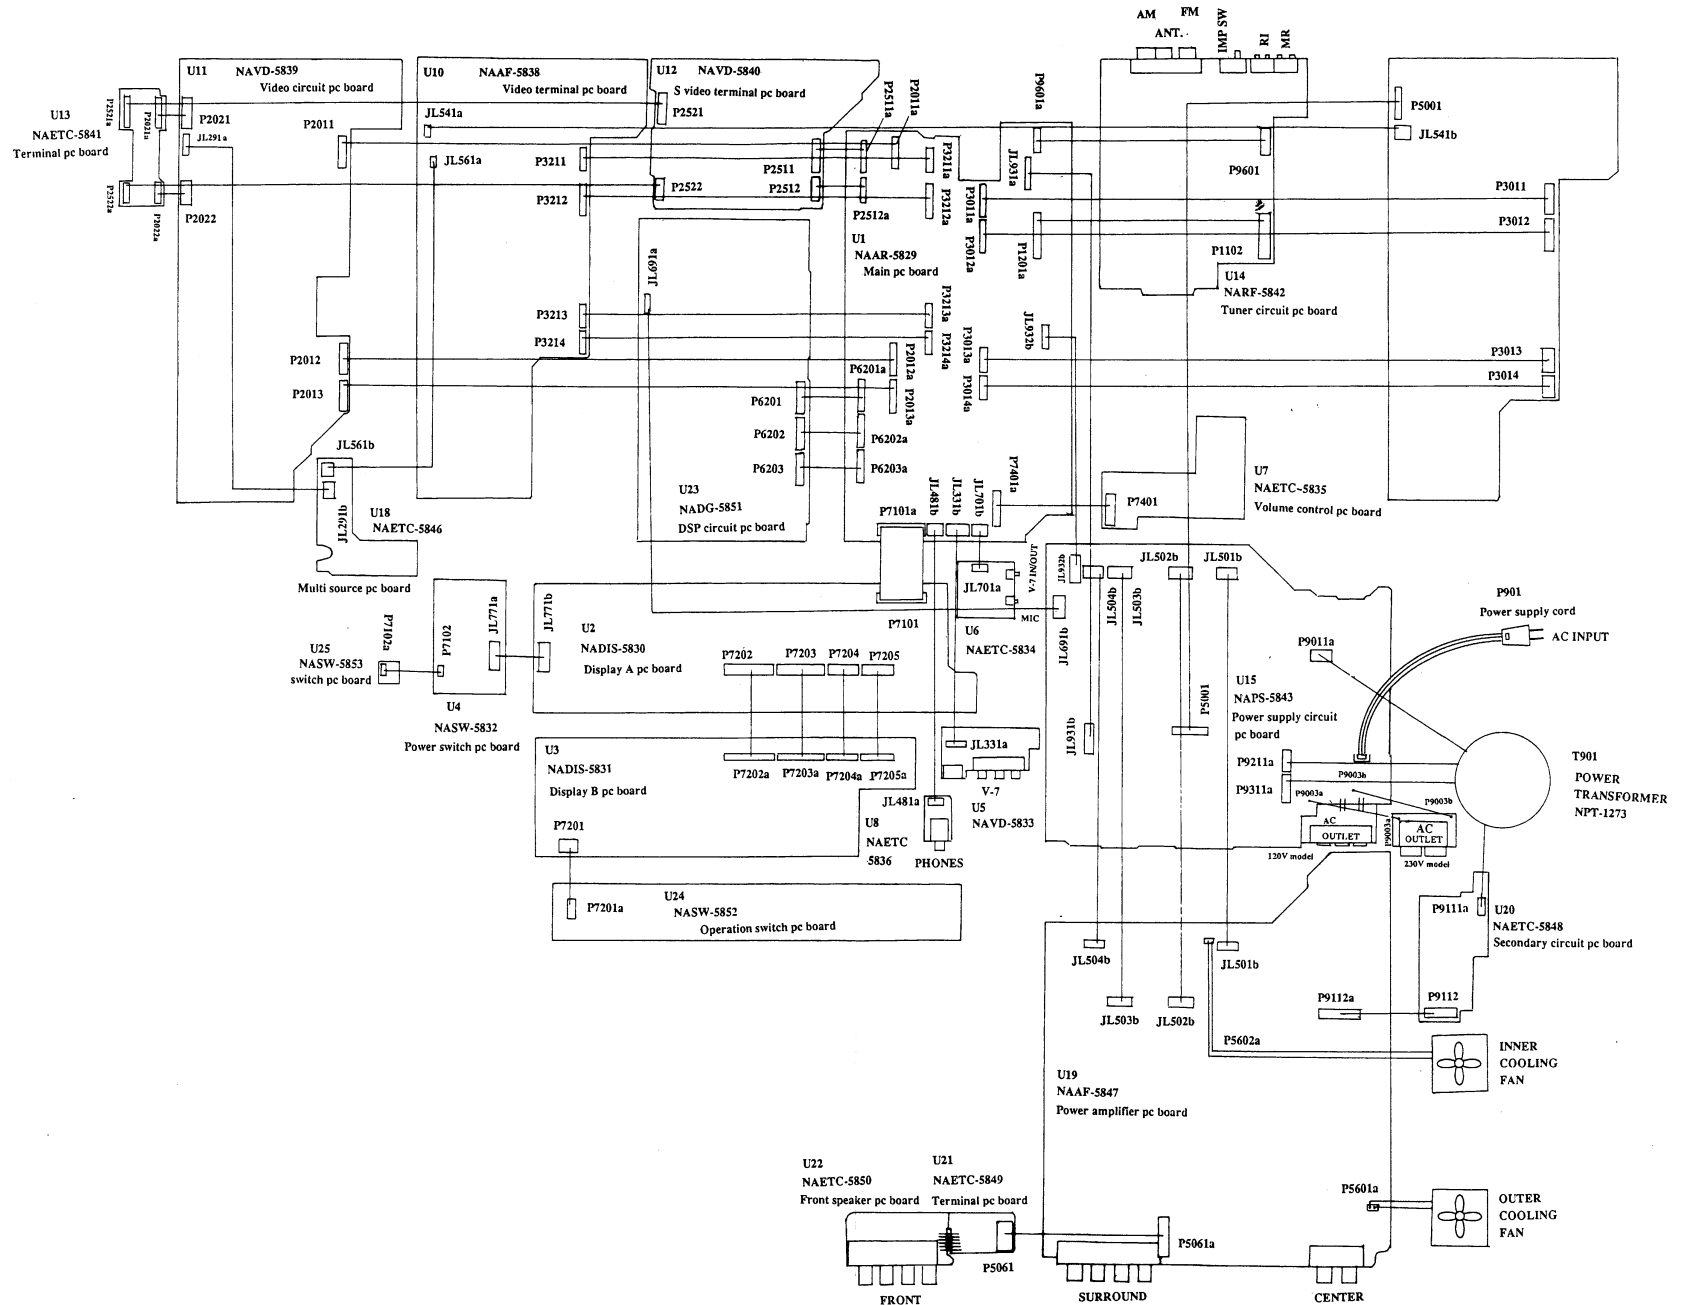 AM
FM
ANT.
IMP SW
RI
MR
U13
NAETC-5841
Terminal pc board
P2521a
P2021a
P2522a
P2022a
U11
NAVD-5839
Video circuit pc board
P2021
JL291a
P2011
P2022
P2012
P2013
U10
NAAF-5838
Video terminal pc board
JL541a
JL561a
P3211
P3212
P3213
P3214
U12
NAVD-5840
S video terminal pc board
P2521
P2522
P2511
P2512
P2511a
P2011a
P3211a
P3212a
P2512a
U1
NAAR-5829
Main pc board
P9601a
JL931a
P3011a
P3012a
P1201a
P9601
P1102
U14
NARF-5842
Tuner circuit pc board
P5001
JL541b
P3011
P3012
P3013
P3014
JL691a
P3213a
P3214a
P2012a
P2013a
P3013a
P3014a
JL932b
P6201a
P6201
P6202
P6202a
P6203
P6203a
U23
NADG-5851
DSP circuit pc board
JL561b
JL291b
U18
NAETC-5846
Multi source pc board
P7101a
JL481b
JL331b
JL701b
P7401a
P7401
U7
NAETC-5835
Volume control pc board
JL701a
V-7 IN/OUT
MIC
U6
NAETC-5834
P7101
JL932b
JL691b
JL504b
JL503b
JL502b
JL501b
JL931b
P5001
U15
NAPS-5843
Power supply circuit
pc board
P9011a
P901
Power supply cord
AC INPUT
P9211a
P9311a
P9003b
P9003a
P9003b
P9003a
AC
OUTLET
120V model
AC
OUTLET
230V model
T901
POWER
TRANSFORMER
NPT-1273
U25
NASW-5853
switch pc board
P7102a
P7102
JL771a
U4
NASW-5832
Power switch pc board
JL771b
U2
NADIS-5830
Display A pc board
P7202
P7203
P7204
P7205
U3
NADIS-5831
Display B pc board
P7202a
P7203a
P7204a
P7205a
P7201
JL331a
V-7
U5
NAVD-5833
JL481a
U8
NAETC
5836
PHONES
P7201a
U24
NASW-5852
Operation switch pc board
JL504b
JL503b
JL502b
JL501b
P9111a
U20
NAETC-5848
Secondary circuit pc board
P9112a
P9112
P5602a
INNER
COOLING
FAN
U19
NAAF-5847
Power amplifier pc board
U22
NAETC-5850
Front speaker pc board
U21
NAETC-5849
Terminal pc board
P5061
P5061a
P5601a
OUTER
COOLING
FAN
FRONT
SURROUND
CENTER